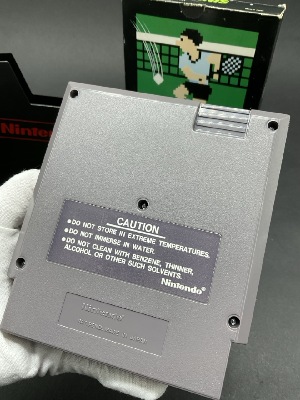 Nintendo
CAUTION
●DO NOT STORE IN EXTREME TEMPERATURES.
●DO NOT IMMERSE IN WATER.
●DO NOT CLEAN WITH BENZENE, THINNER,
ALCOHOL OR OTHER SUCH SOLVENTS.
Nintendo®